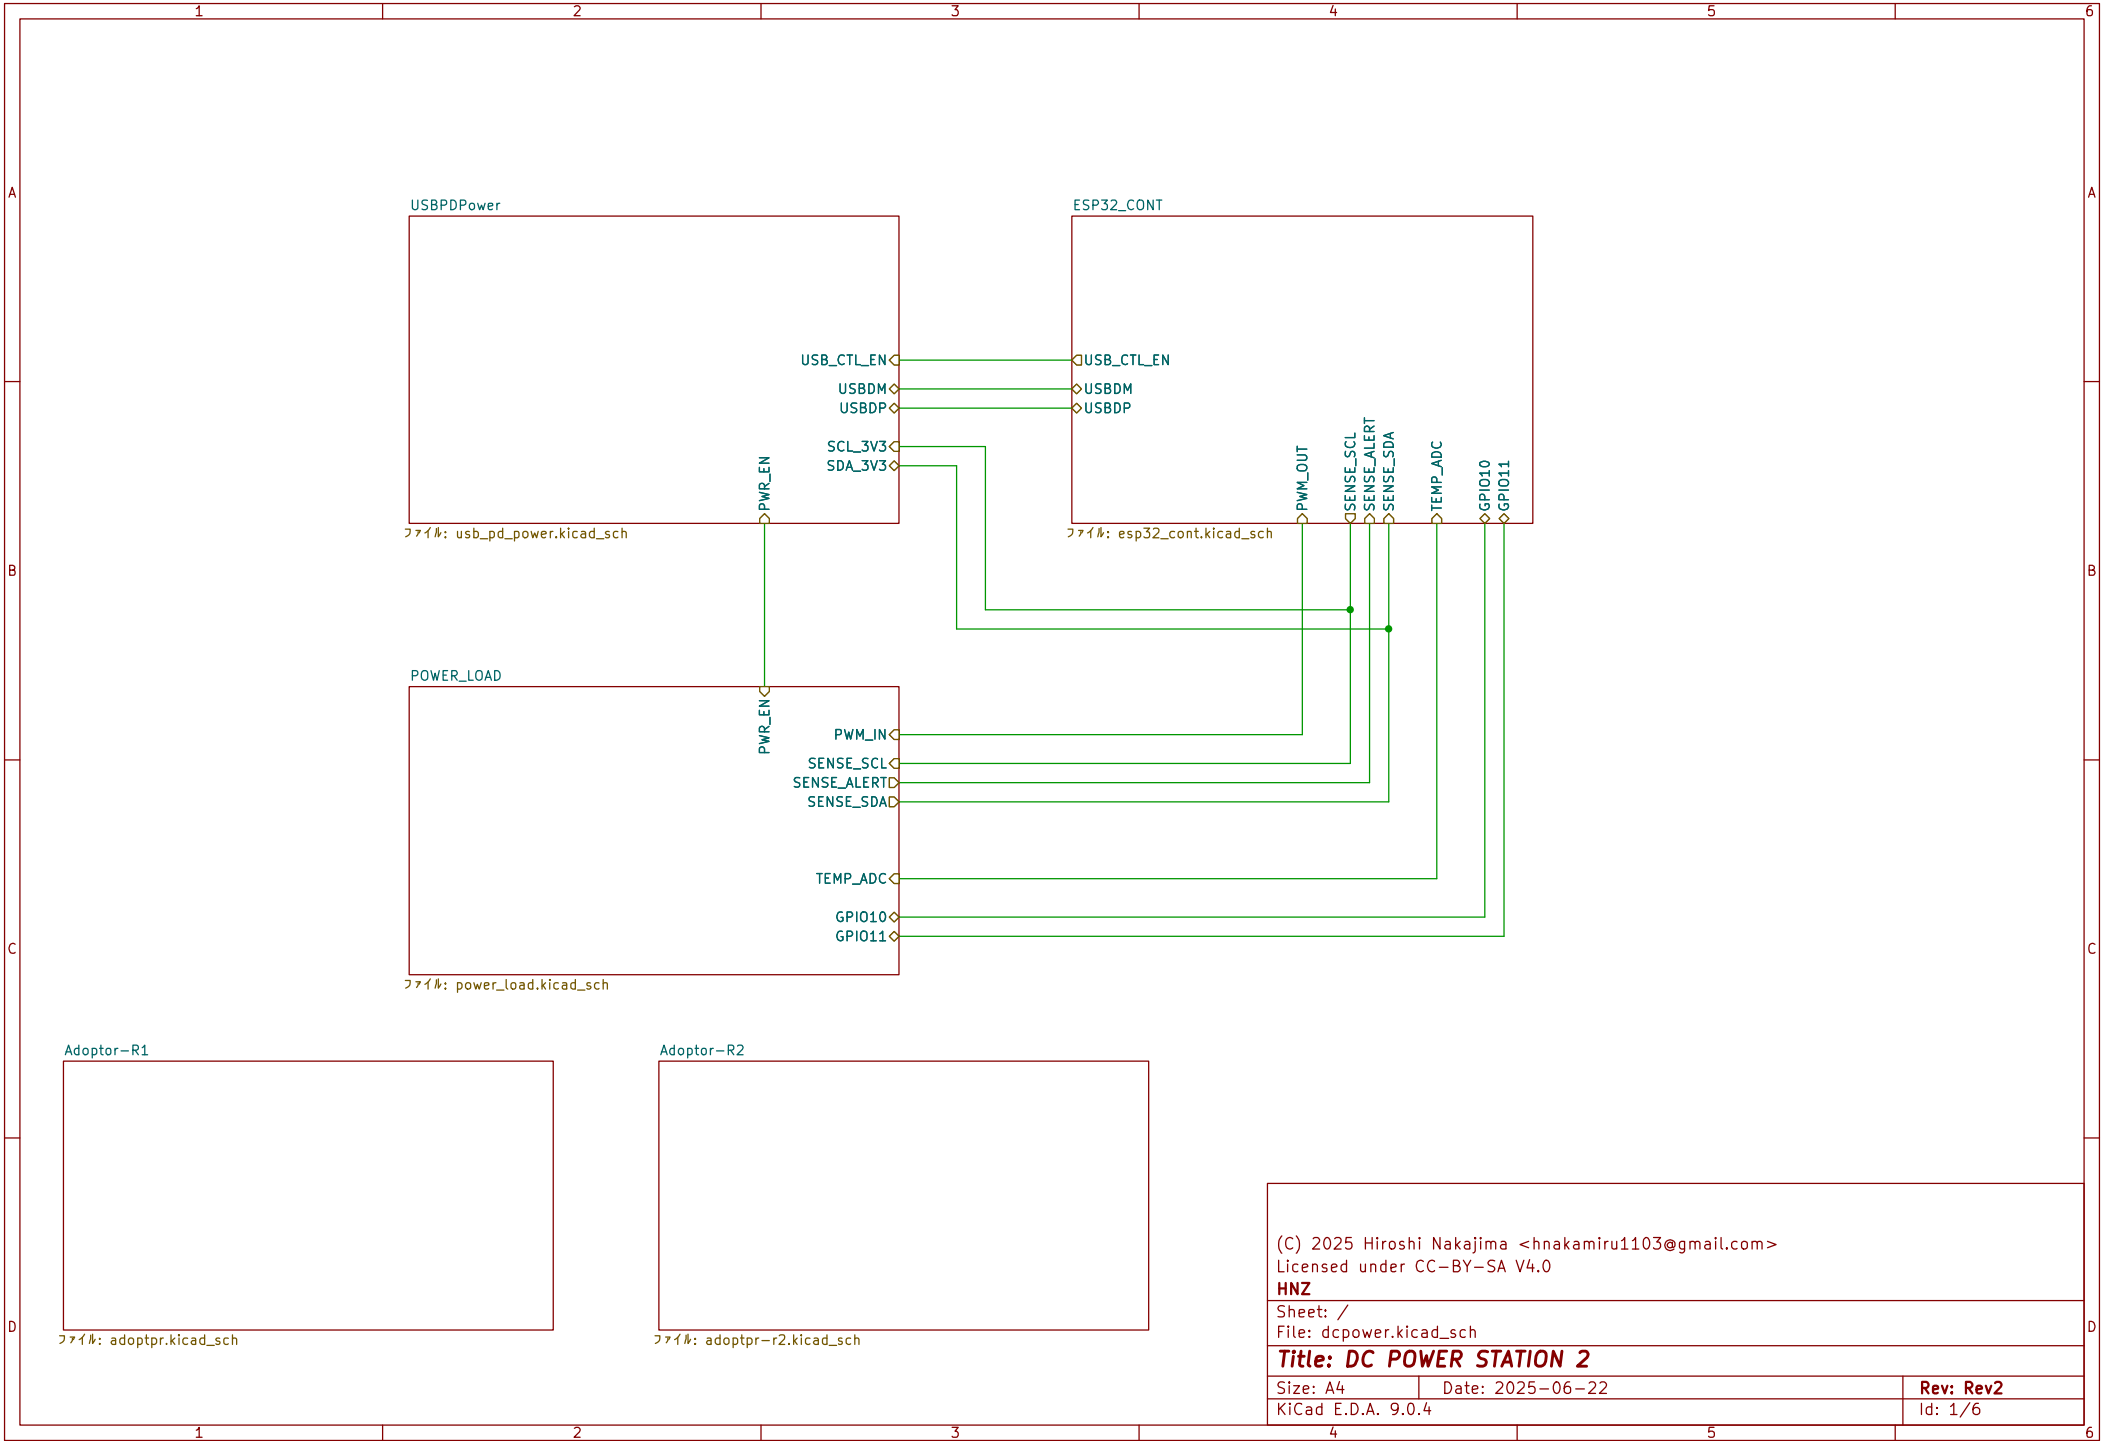 1 2 3 4 5 6
A A
USBPDPower
USB_CTL_EN
USBDM
USBDP
SCL_3V3
SDA_3V3
PWR_EN
ファイル: usb_pd_power.kicad_sch
ESP32_CONT
USB_CTL_EN
USBDM
USBDP
PWM_OUT
SENSE_SCL
SENSE_ALERT
SENSE_SDA
TEMP_ADC
GPIO10
GPIO11
ファイル: esp32_cont.kicad_sch
B B
POWER_LOAD
PWR_EN
PWM_IN
SENSE_SCL
SENSE_ALERT
SENSE_SDA
TEMP_ADC
GPIO10
GPIO11
ファイル: power_load.kicad_sch
C C
Adoptor-R1
ファイル: adoptpr.kicad_sch
Adoptor-R2
ファイル: adoptpr-r2.kicad_sch
D D
(C) 2025 Hiroshi Nakajima <hnakamiru1103@gmail.com>
Licensed under CC-BY-SA V4.0
HNZ
Sheet: /
File: dcpower.kicad_sch
Title: DC POWER STATION 2
Size: A4 Date: 2025-06-22 Rev: Rev2
KiCad E.D.A. 9.0.4 Id: 1/6
1 2 3 4 5 6